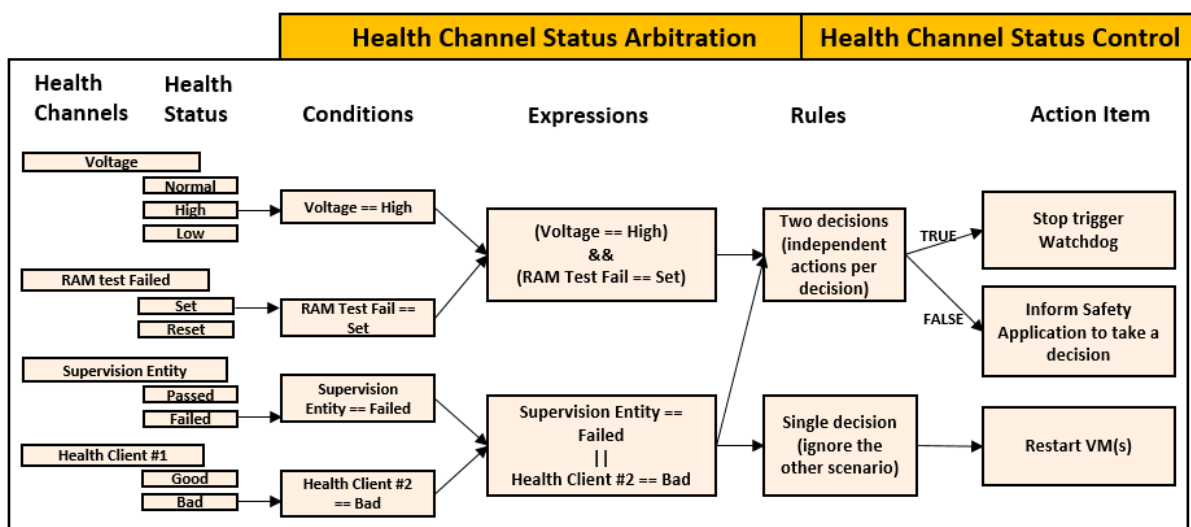 Health Channel Status Arbitration
Health Channel Status Control
Health
Channels
Health
Status
Conditions
Expressions
Rules
Action Item
Voltage
Normal
High
Low
Voltage == High
(Voltage == High)
&&
(RAM Test Fail == Set)
Two decisions
(independent
actions per
decision)
TRUE
FALSE
Stop trigger
Watchdog
RAM test Failed
Set
Reset
RAM Test Fail ==
Set
Inform Safety
Application to take a
decision
Supervision Entity
Passed
Failed
Supervision
Entity == Failed
Supervision Entity ==
Failed
||
Health Client #2 == Bad
Single decision
(ignore the
other scenario)
Restart VM(s)
Health Client #1
Good
Bad
Health Client #2
== Bad